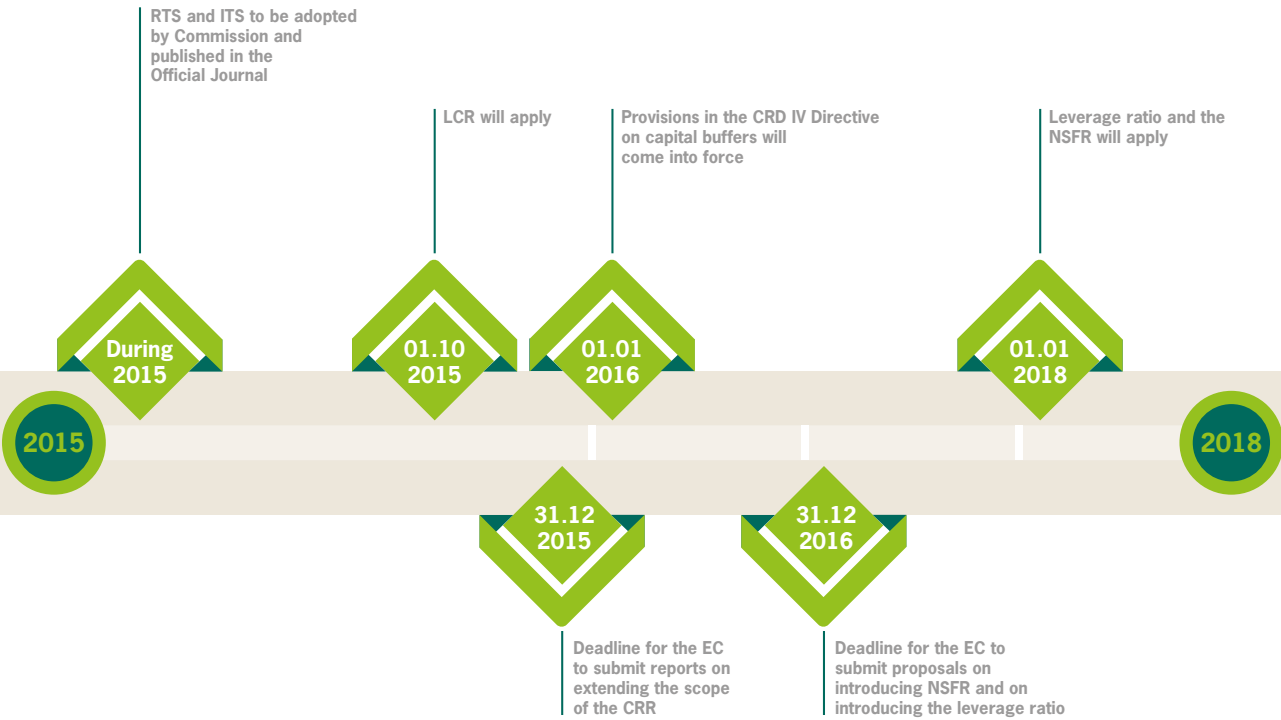 RTS and ITS to be adopted
by Commission and
published in the
Official Journal
LCR will apply
Provisions in the CRD IV Directive
on capital buffers will
come into force
Leverage ratio and the
NSFR will apply
During
2015
01.10
2015
01.01
2016
01.01
2018
2015
2018
31.12
2015
31.12
2016
Deadline for the EC
to submit reports on
extending the scope
of the CRR
Deadline for the EC to
submit proposals on
introducing NSFR and on
introducing the leverage ratio